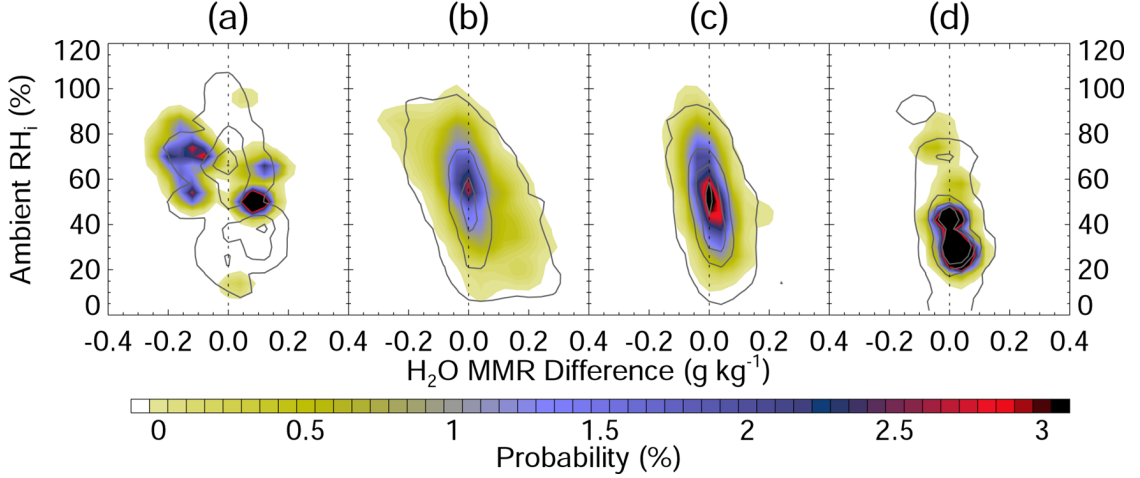 (a) (b) (c) (d)
120 120
100 100
80 80
60 60
40 40
20 20
0 0
Ambient RHi (%)
-0.4 -0.2 0.0 0.2 -0.4 -0.2 0.0 0.2 -0.4 -0.2 0.0 0.2 -0.4 -0.2 0.0 0.2 0.4
H2O MMR Difference (g kg-1)
0 0.5 1 1.5 2 2.5 3
Probability (%)